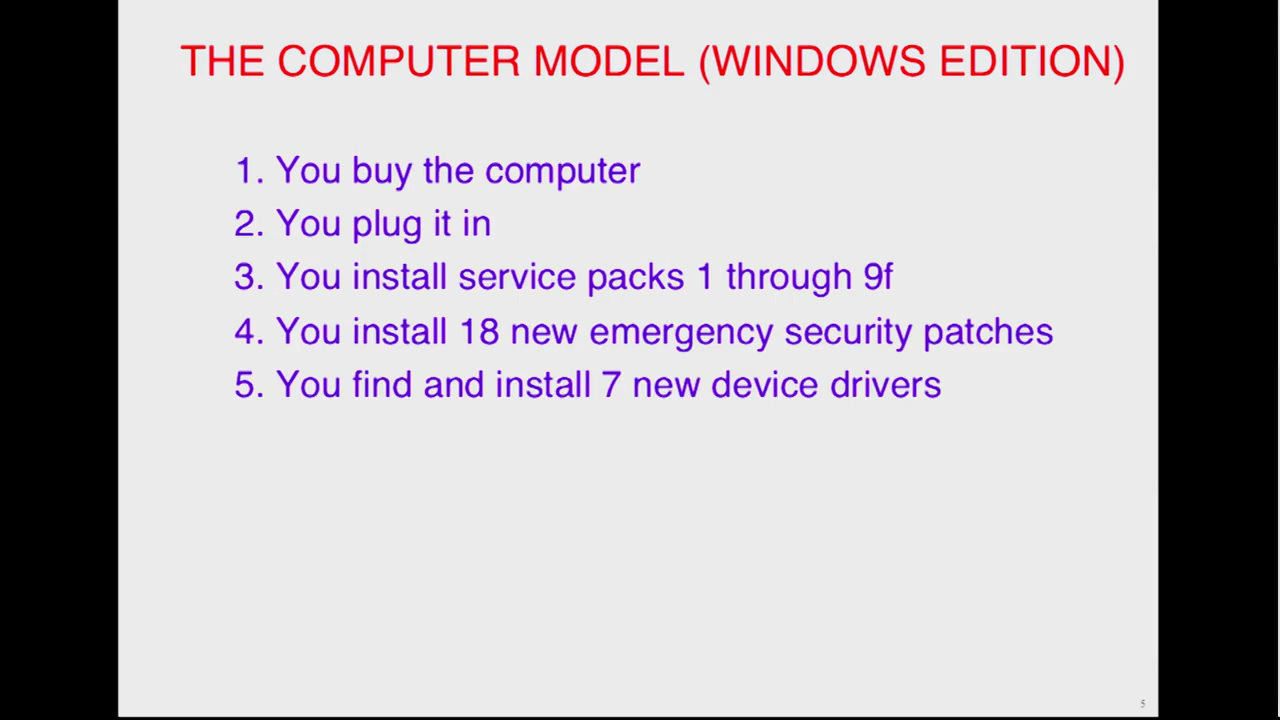 THE COMPUTER MODEL (WINDOWS EDITION)
1. You buy the computer
2. You plug it in
3. You install service packs 1 through 9f
4. You install 18 new emergency security patches
5. You find and install 7 new device drivers
5